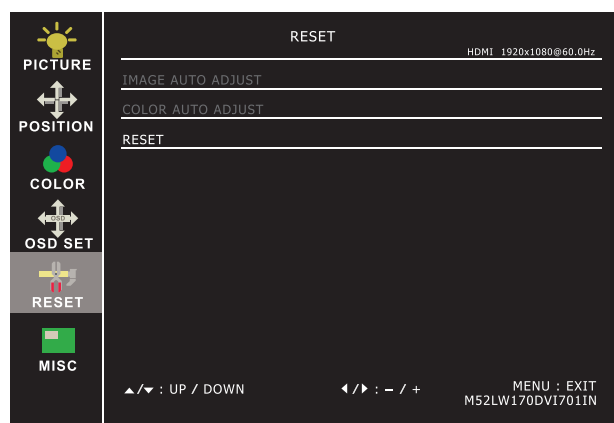 PICTURE
POSITION
COLOR
OSD
OSD SET
RESET
MISC
RESET
HDMI 1920x1080@60.0Hz
IMAGE AUTO ADJUST
COLOR AUTO ADJUST
RESET
▲/▼ : UP / DOWN ◀/▶ : – / + MENU : EXIT
M52LW170DVI701IN